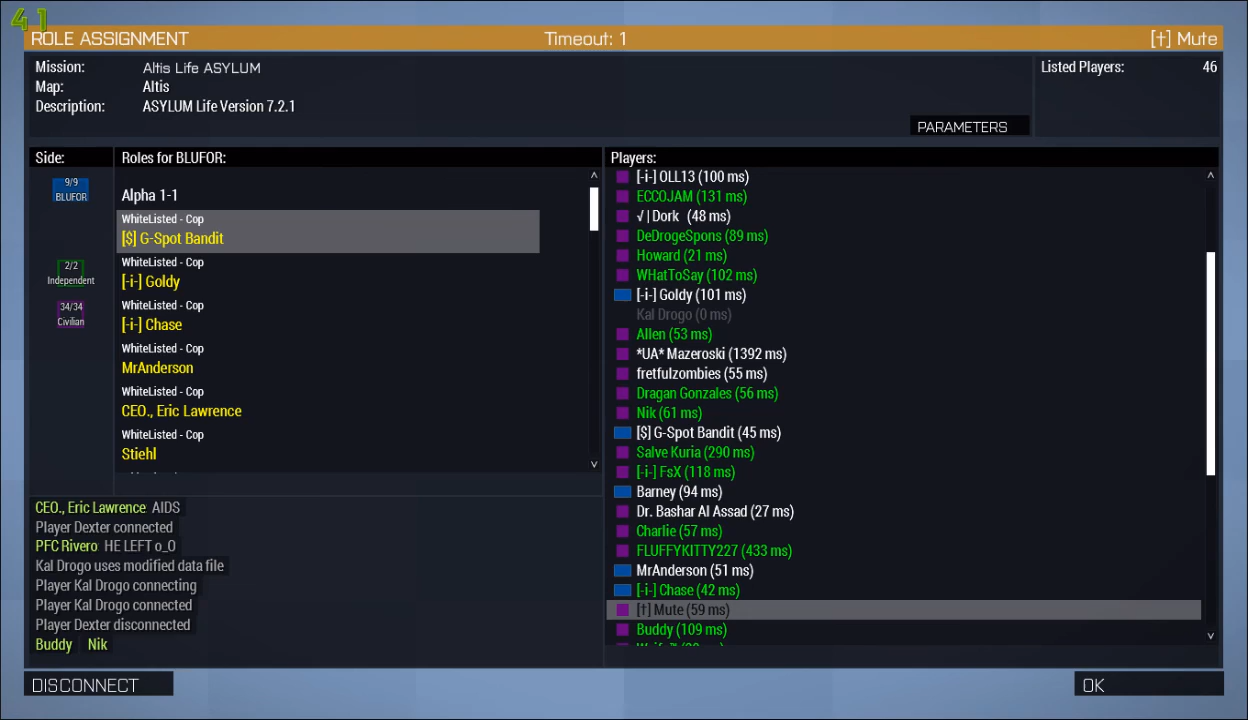 41
ROLE ASSIGNMENT Timeout: 1 [†] Mute
Mission: Altis Life ASYLUM
Map: Altis
Description: ASYLUM Life Version 7.2.1
Listed Players: 46
PARAMETERS
Side:
9/9
BLUFOR
2/2
Independent
34/34
Civilian
Roles for BLUFOR:
Alpha 1-1
WhiteListed - Cop
[$] G-Spot Bandit
WhiteListed - Cop
[-i-] Goldy
WhiteListed - Cop
[-i-] Chase
WhiteListed - Cop
MrAnderson
WhiteListed - Cop
CEO., Eric Lawrence
WhiteListed - Cop
Stiehl
Players:
[-i-] OLL13 (100 ms)
ECCOJAM (131 ms)
√ | Dork (48 ms)
DeDrogeSpons (89 ms)
Howard (21 ms)
WHatToSay (102 ms)
[-i-] Goldy (101 ms)
Kal Drogo (0 ms)
Allen (53 ms)
*UA* Mazeroski (1392 ms)
fretfulzombies (55 ms)
Dragan Gonzales (56 ms)
Nik (61 ms)
[$] G-Spot Bandit (45 ms)
Salve Kuria (290 ms)
[-i-] FsX (118 ms)
Barney (94 ms)
Dr. Bashar Al Assad (27 ms)
Charlie (57 ms)
FLUFFYKITTY227 (433 ms)
MrAnderson (51 ms)
[-i-] Chase (42 ms)
[†] Mute (59 ms)
Buddy (109 ms)
CEO., Eric Lawrence: AIDS
Player Dexter connected
PFC Rivero: HE LEFT o_O
Kal Drogo uses modified data file
Player Kal Drogo connecting
Player Kal Drogo connected
Player Dexter disconnected
Buddy Nik
DISCONNECT
OK